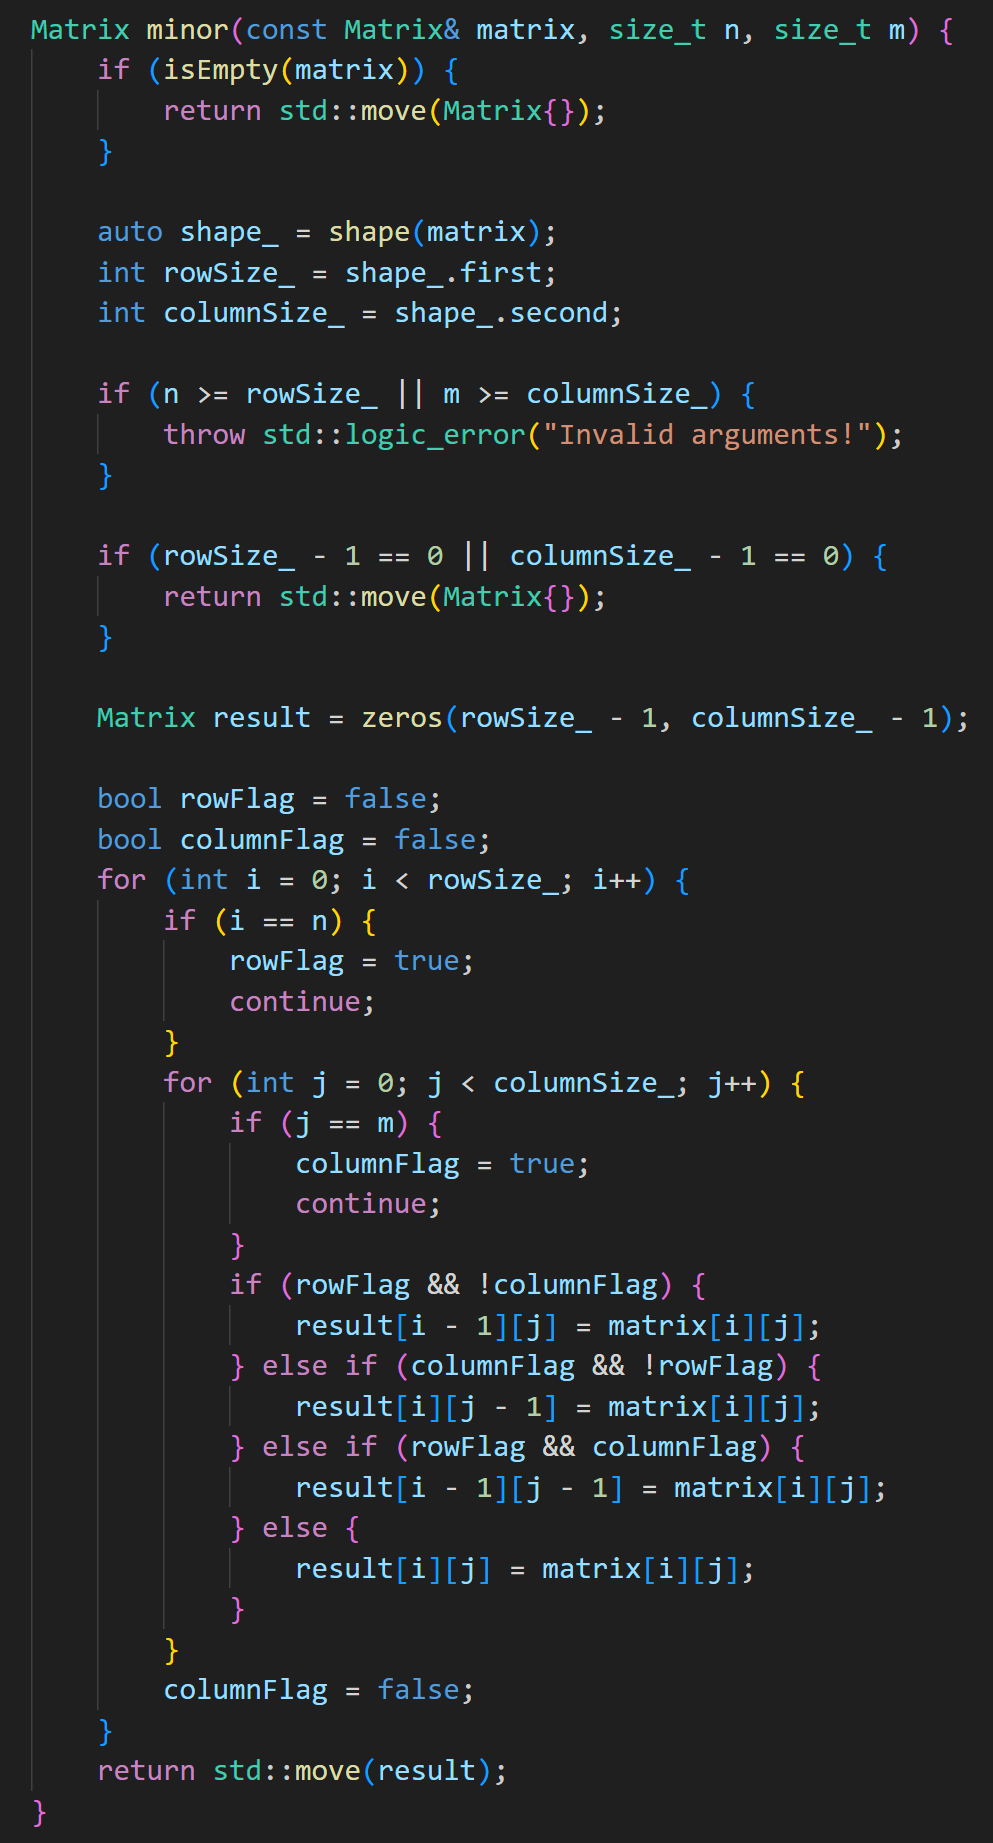 Matrix minor(const Matrix& matrix, size_t n, size_t m) {
    if (isEmpty(matrix)) {
        return std::move(Matrix{});
    }

    auto shape_ = shape(matrix);
    int rowSize_ = shape_.first;
    int columnSize_ = shape_.second;

    if (n >= rowSize_ || m >= columnSize_) {
        throw std::logic_error("Invalid arguments!");
    }

    if (rowSize_ - 1 == 0 || columnSize_ - 1 == 0) {
        return std::move(Matrix{});
    }

    Matrix result = zeros(rowSize_ - 1, columnSize_ - 1);

    bool rowFlag = false;
    bool columnFlag = false;
    for (int i = 0; i < rowSize_; i++) {
        if (i == n) {
            rowFlag = true;
            continue;
        }
        for (int j = 0; j < columnSize_; j++) {
            if (j == m) {
                columnFlag = true;
                continue;
            }
            if (rowFlag && !columnFlag) {
                result[i - 1][j] = matrix[i][j];
            } else if (columnFlag && !rowFlag) {
                result[i][j - 1] = matrix[i][j];
            } else if (rowFlag && columnFlag) {
                result[i - 1][j - 1] = matrix[i][j];
            } else {
                result[i][j] = matrix[i][j];
            }
        }
        columnFlag = false;
    }
    return std::move(result);
}